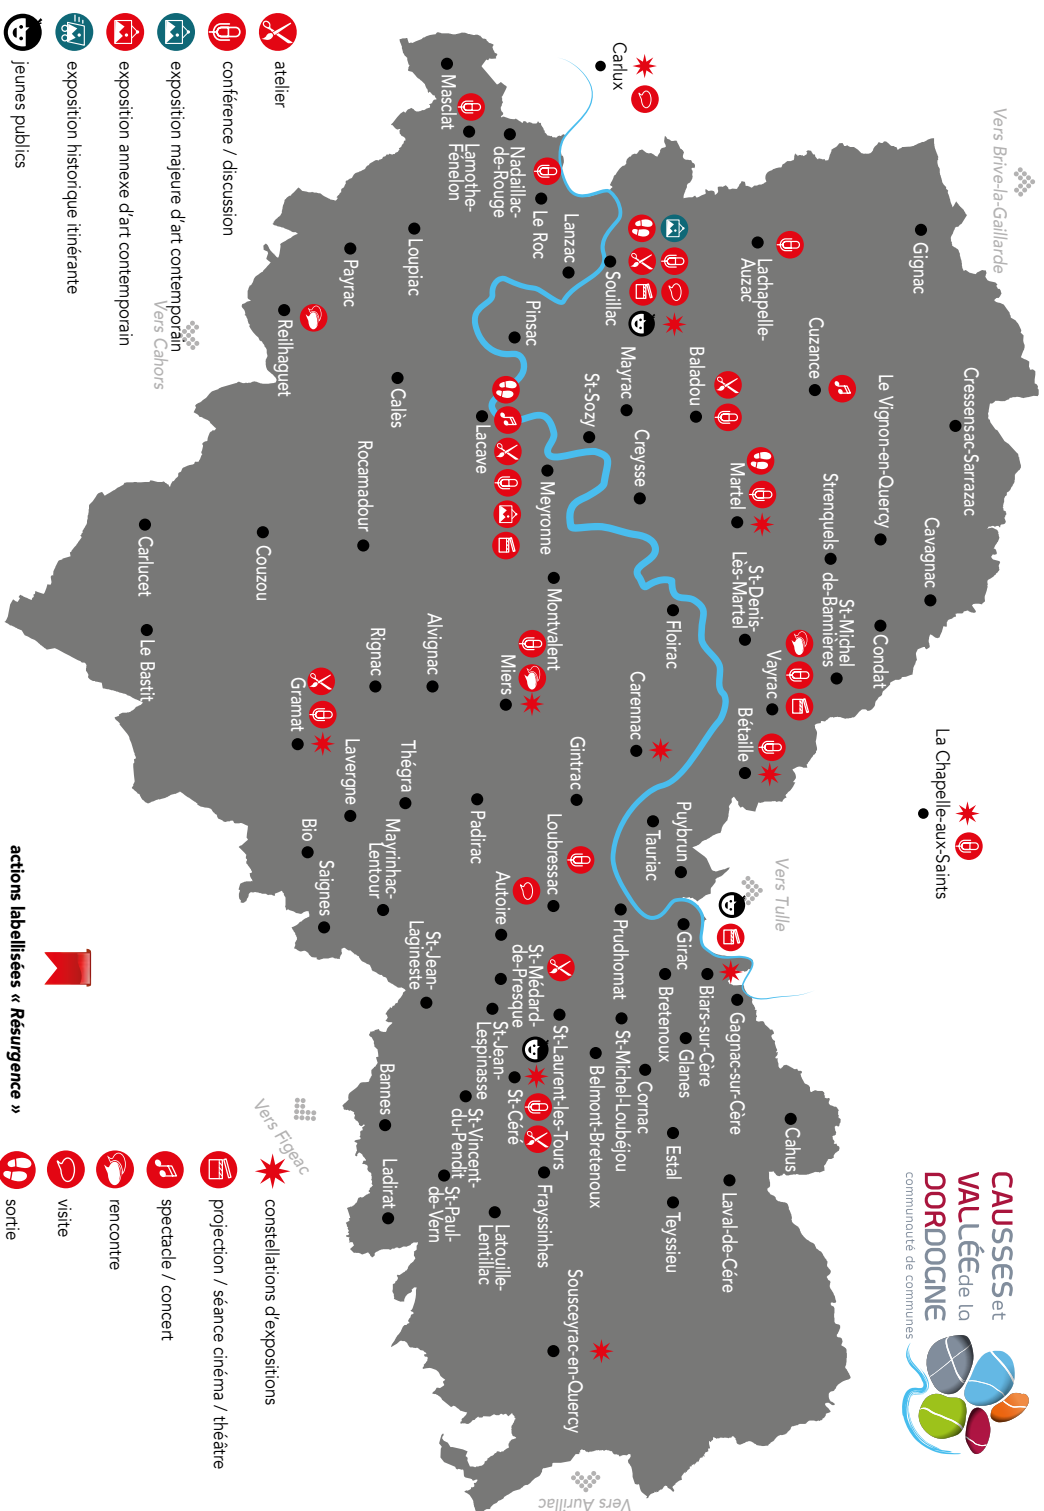 CAUSSES et
VALLÉE de la
DORDOGNE
communauté de communes
Vers Brive-la-Gaillarde
Gignac
Cressensac-Sarrazac
Cavagnac
La Chapelle-aux-Saints
Cuzance
Le Vignon-en-Quercy
Condat
Lachapelle-
Auzac
Strenquels
St-Michel
de-Bannières
Vers Tulle
Cahus
Carlux
Baladou
Martel
St-Denis-
Lès-Martel
Vayrac
Bétaille
Gagnac-sur-Cère
Laval-de-Cére
Souillac
Mayrac
Creysse
Floirac
Carennac
Puybrun
Tauriac
Girac
Biars-sur-Cère
Bretenoux
Glanes
Cornac
Estal
Teyssieu
Lanzac
St-Sozy
Gintrac
Prudhomat
St-Michel-Loubéjou
Belmont-Bretenoux
Le Roc
Nadaillac-
de-Rouge
Pinsac
Meyronne
Montvalent
Loubressac
St-Laurent-les-Tours
Frayssinhes
Sousceyrac-en-Quercy
Vers Aurillac
Masclat
Lamothe-
Fénelon
Lacave
Miers
Padirac
Autoire
St-Médard-
de-Presque
St-Jean-
Lespinasse
St-Céré
St-Vincent-
du-Pendit
St-Paul-
de-Vern
Latouille-
Lentillac
Loupiac
Calès
Alvignac
Thégra
St-Jean-
Lagineste
Payrac
Rocamadour
Rignac
Lavergne
Mayrinhac-
Lentour
Bannes
Ladirat
Reilhaguet
Couzou
Gramat
Bio
Saignes
Vers Figeac
Vers Cahors
Carlucet
Le Bastit
atelier
conférence / discussion
exposition majeure d'art contemporain
exposition annexe d'art contemporain
exposition historique itinérante
jeunes publics
actions labellisées « Résurgence »
constellations d'expositions
projection / séance cinéma / théâtre
spectacle / concert
rencontre
visite
sortie